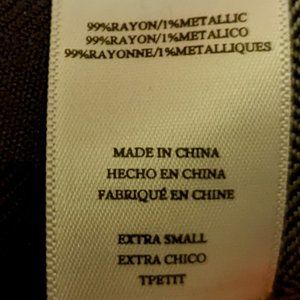 99%RAYON/1%METALLIC
99%RAYON/1%METALICO
99%RAYONNE/1%METALLIQUES
MADE IN CHINA
HECHO EN CHINA
FABRIQUÉ EN CHINE
EXTRA SMALL
EXTRA CHICO
TPETIT